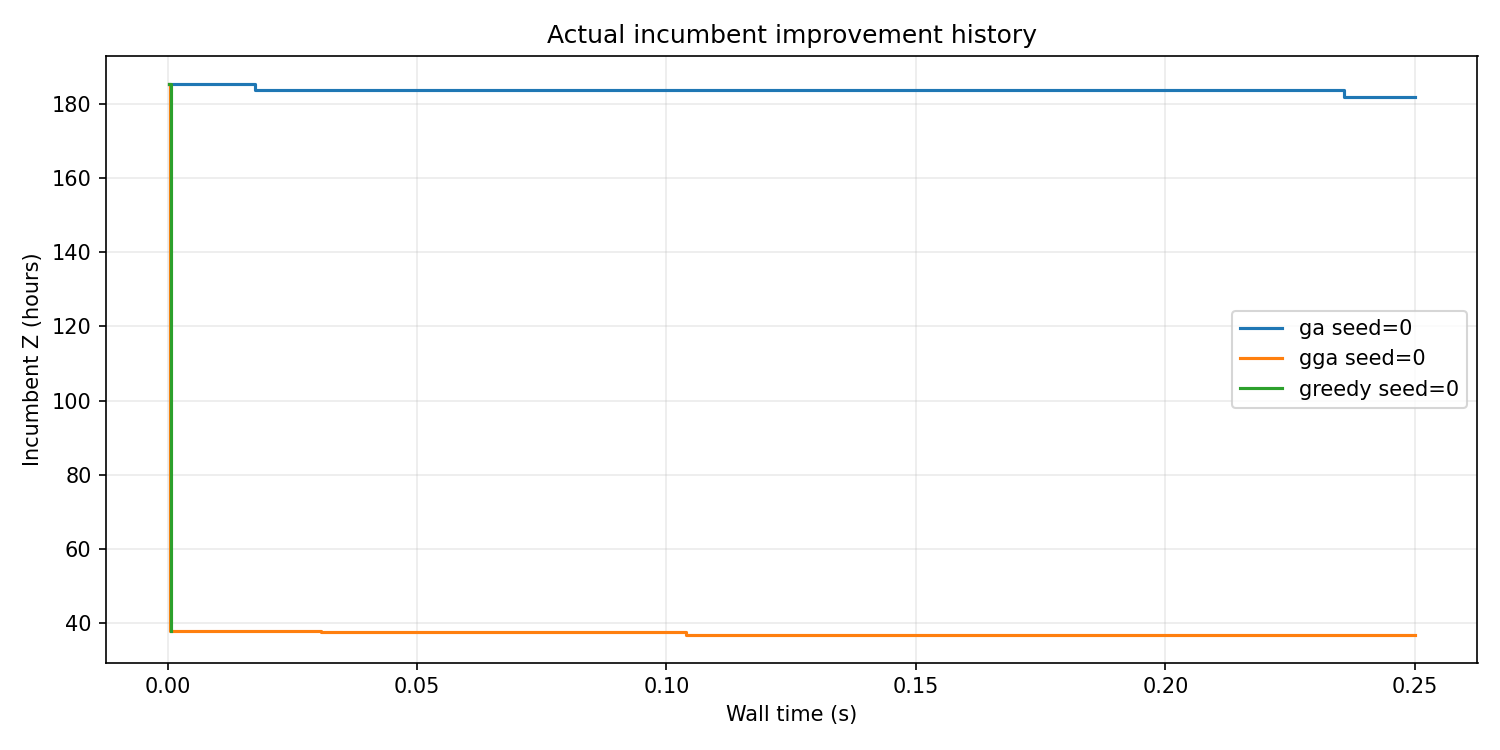 Actual incumbent improvement history
Incumbent Z (hours)
180
160
140
120
100
80
60
40
ga seed=0
gga seed=0
greedy seed=0
0.00 0.05 0.10 0.15 0.20 0.25
Wall time (s)